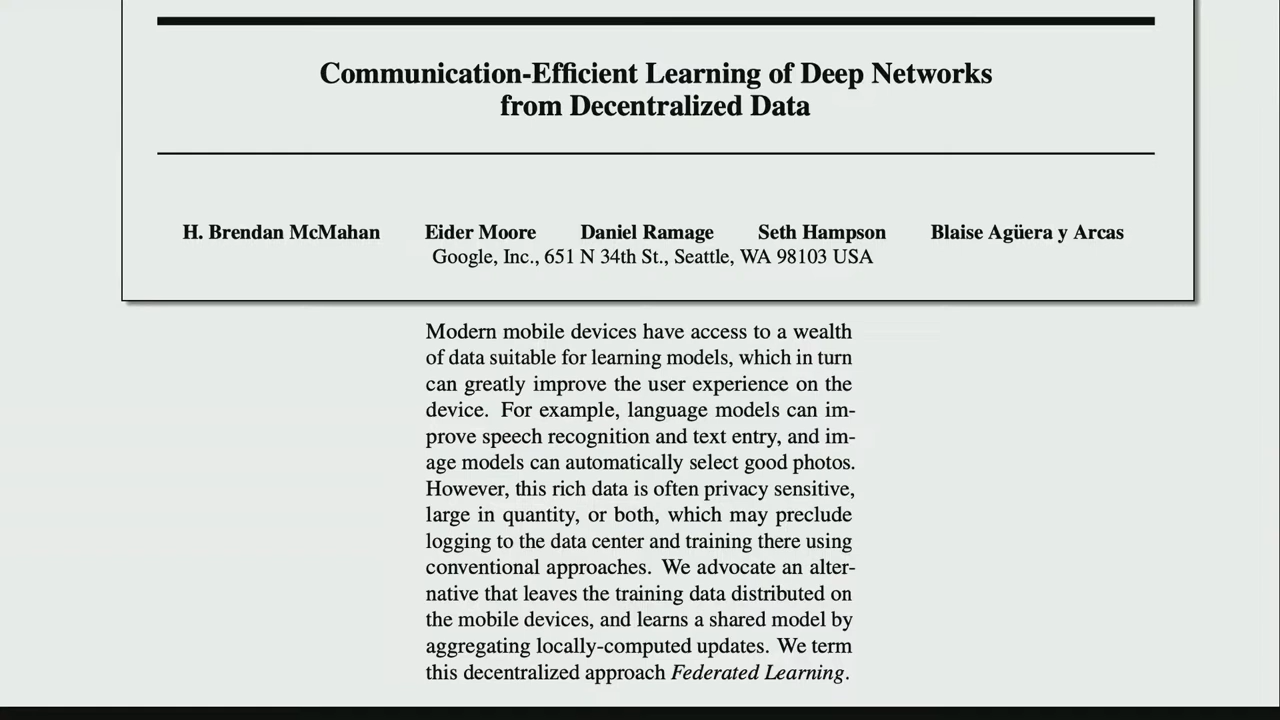 Communication-Efficient Learning of Deep Networks
from Decentralized Data
H. Brendan McMahan Eider Moore Daniel Ramage Seth Hampson Blaise Agüera y Arcas
Google, Inc., 651 N 34th St., Seattle, WA 98103 USA
Modern mobile devices have access to a wealth
of data suitable for learning models, which in turn
can greatly improve the user experience on the
device. For example, language models can im-
prove speech recognition and text entry, and im-
age models can automatically select good photos.
However, this rich data is often privacy sensitive,
large in quantity, or both, which may preclude
logging to the data center and training there using
conventional approaches. We advocate an alter-
native that leaves the training data distributed on
the mobile devices, and learns a shared model by
aggregating locally-computed updates. We term
this decentralized approach Federated Learning.